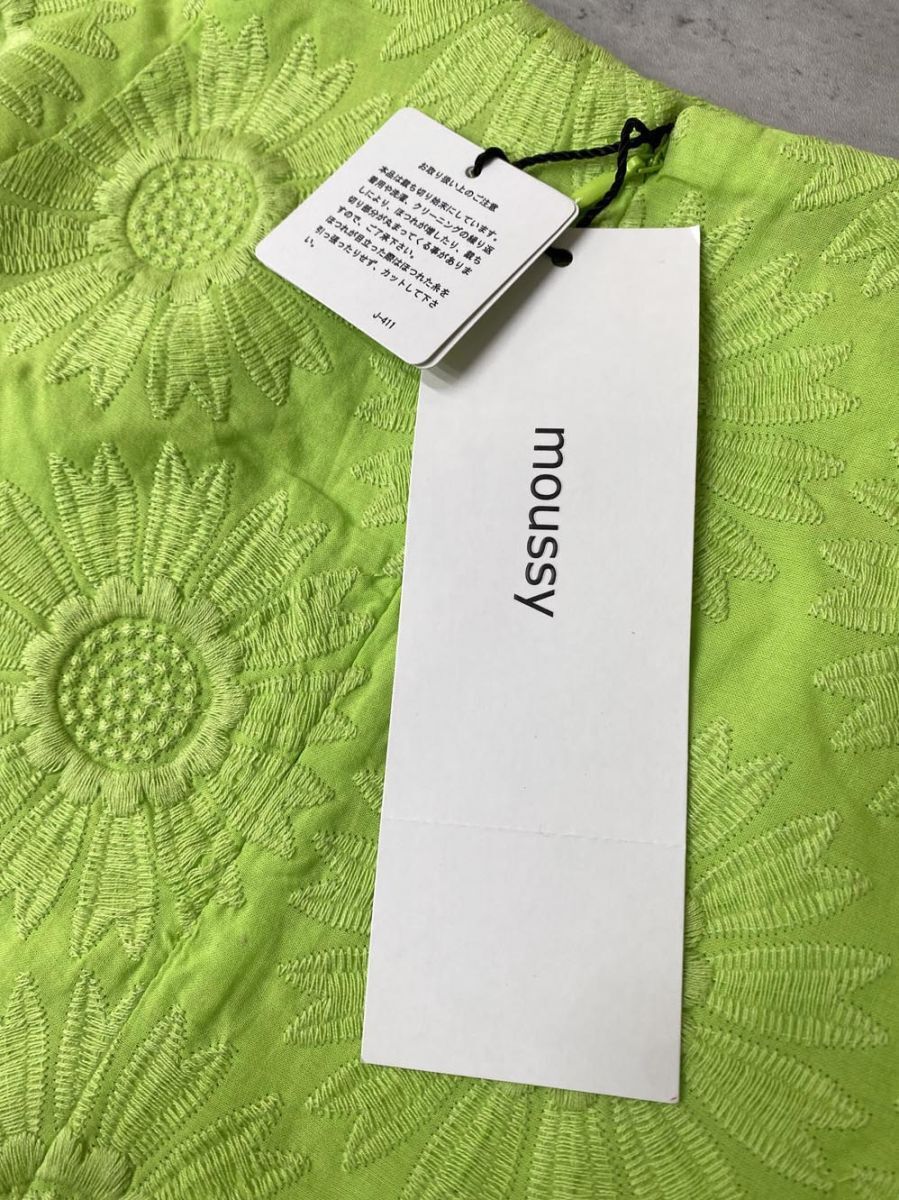 お取り扱い上のご注意
本品は裁ち切り始末にしています。
着用や洗濯、クリーニングの繰り返
しにより、ほつれが増したり、裁ち
切り部分が丸まってくる事がありま
すので、ご了承下さい。
ほつれが目立った際はほつれた糸を
引っ張ったりせず、カットして下さ
い。
J-411
moussy